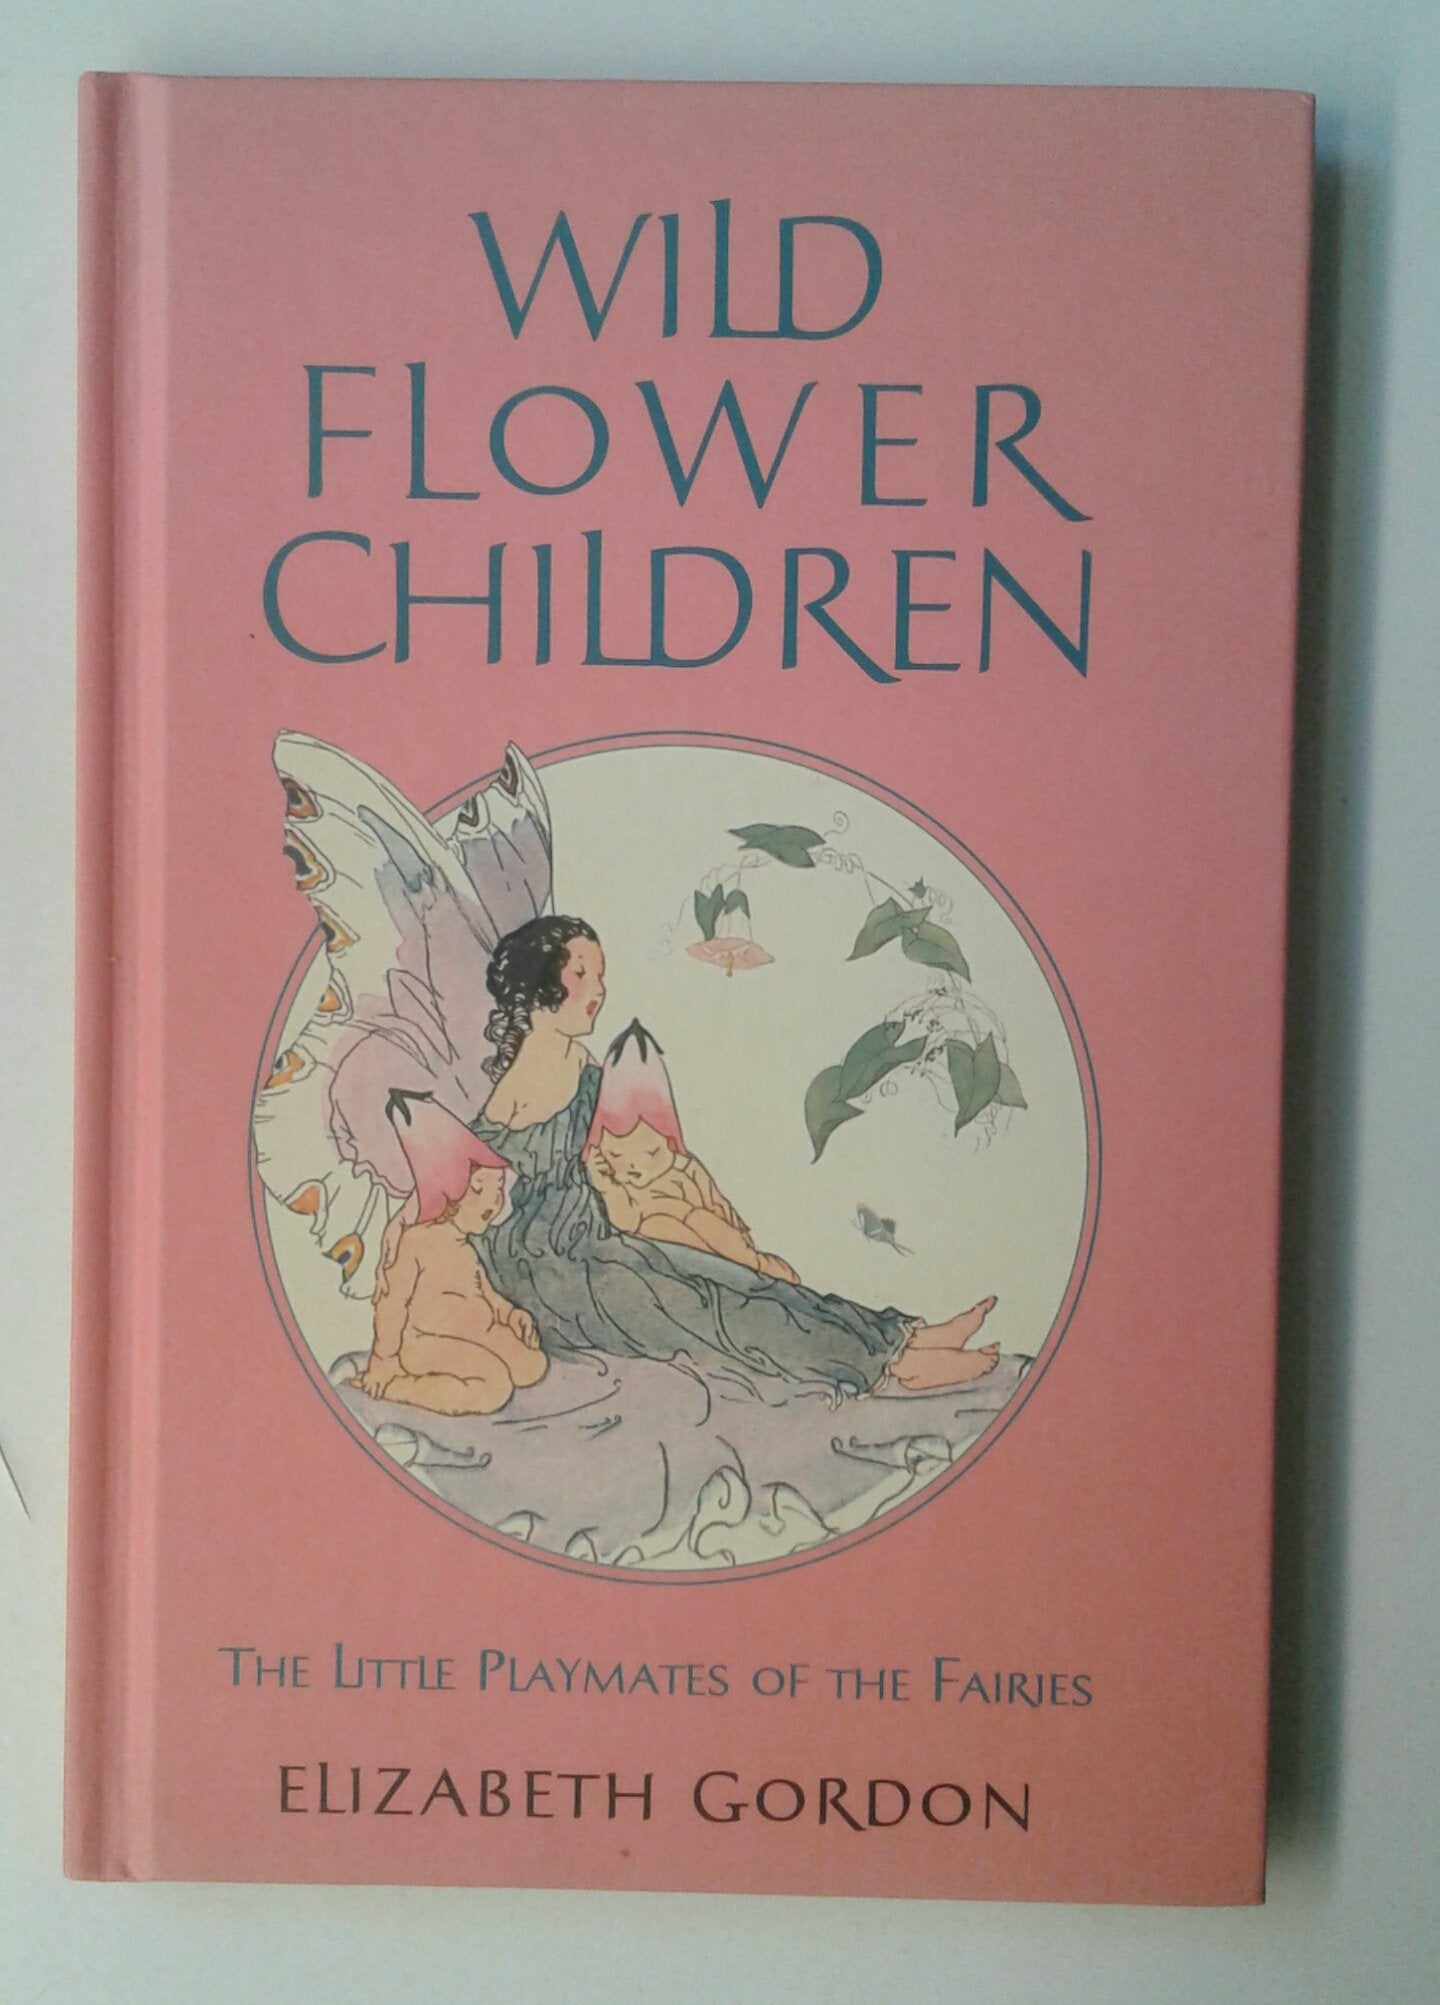 WILD
FLOWER
CHILDREN
THE LITTLE PLAYMATES OF THE FAIRIES
ELIZABETH GORDON